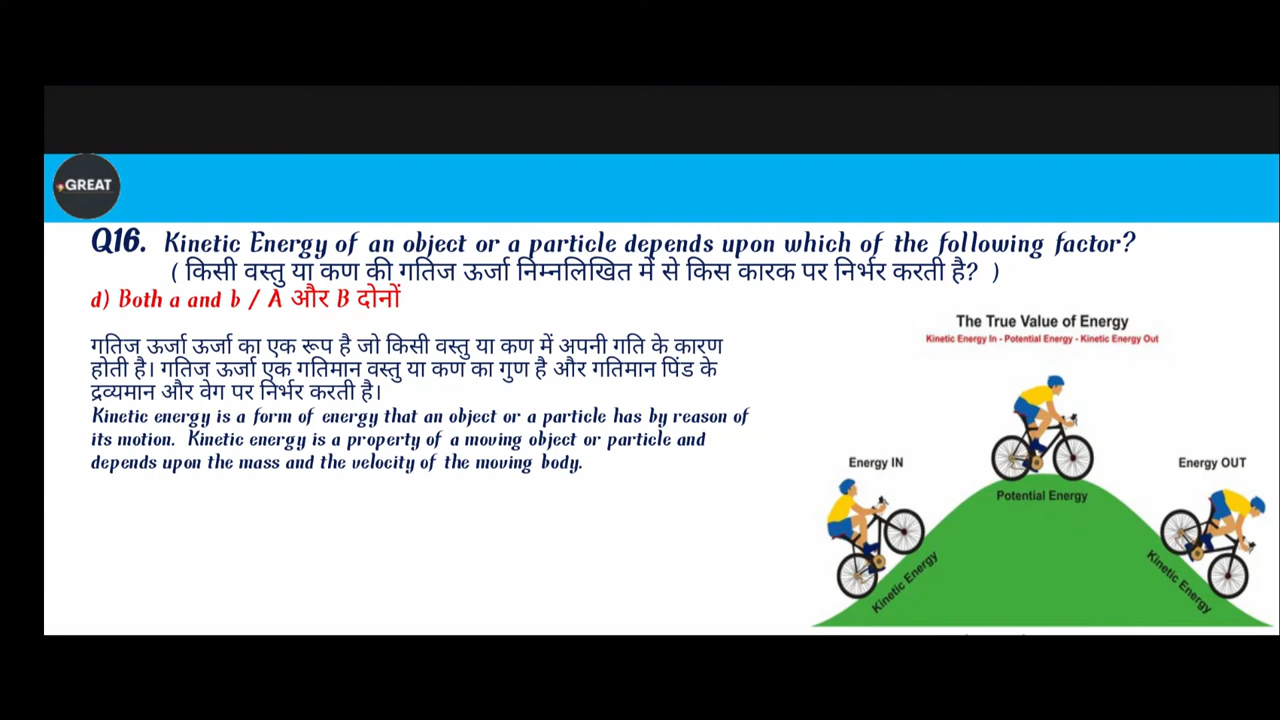 GREAT
Q16. Kinetic Energy of an object or a particle depends upon which of the following factor?
( किसी वस्तु या कण की गतिज ऊर्जा निम्नलिखित में से किस कारक पर निर्भर करती है? )
d) Both a and b / A और B दोनों
गतिज ऊर्जा ऊर्जा का एक रूप है जो किसी वस्तु या कण में अपनी गति के कारण
होती है। गतिज ऊर्जा एक गतिमान वस्तु या कण का गुण है और गतिमान पिंड के
द्रव्यमान और वेग पर निर्भर करती है।
Kinetic energy is a form of energy that an object or a particle has by reason of
its motion. Kinetic energy is a property of a moving object or particle and
depends upon the mass and the velocity of the moving body.
The True Value of Energy
Kinetic Energy In - Potential Energy - Kinetic Energy Out
Energy IN
Energy OUT
Potential Energy
Kinetic Energy
Kinetic Energy